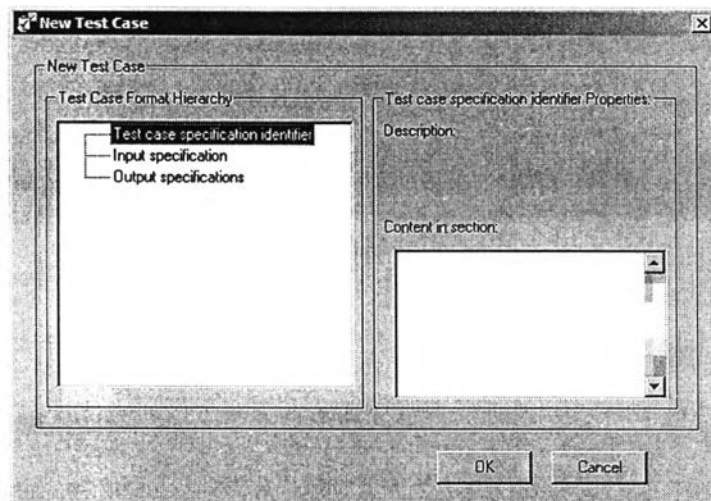 New Test Case
New Test Case
Test Case Format Hierarchy
Test case specification identifier
Input specification
Output specifications
Test case specification identifier Properties:
Description:
Content in section:
OK
Cancel